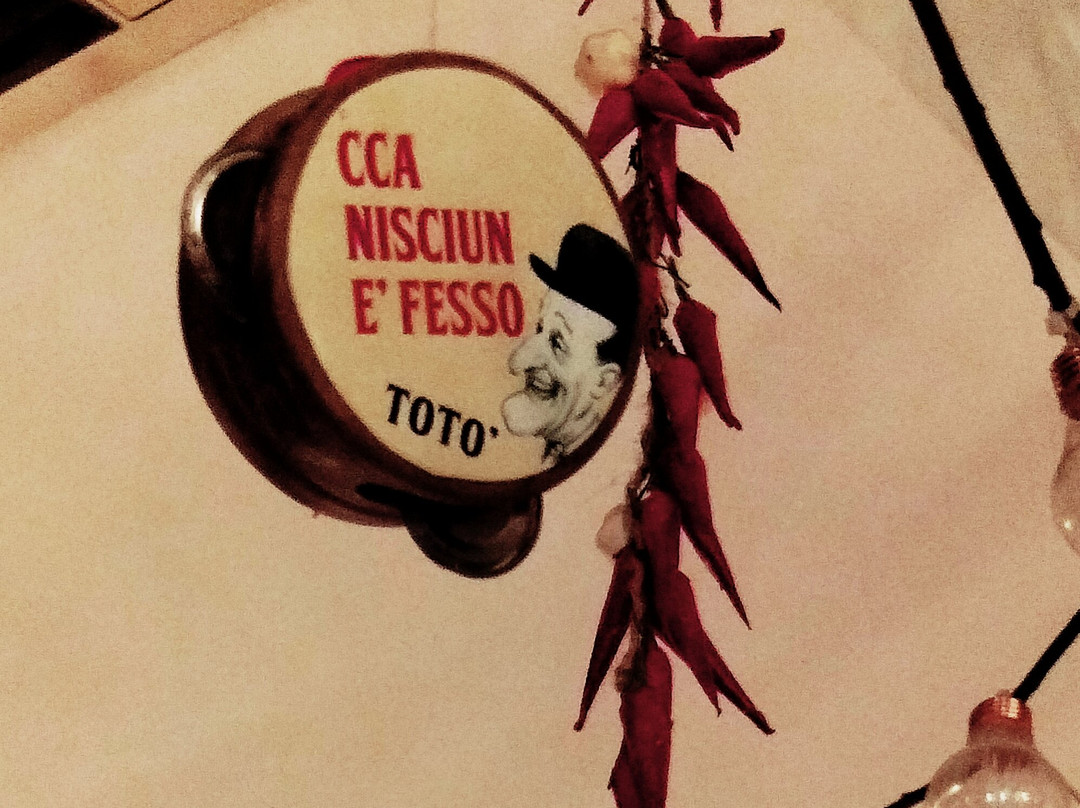 CCA
NISCIUN
E' FESSO
TOTO'